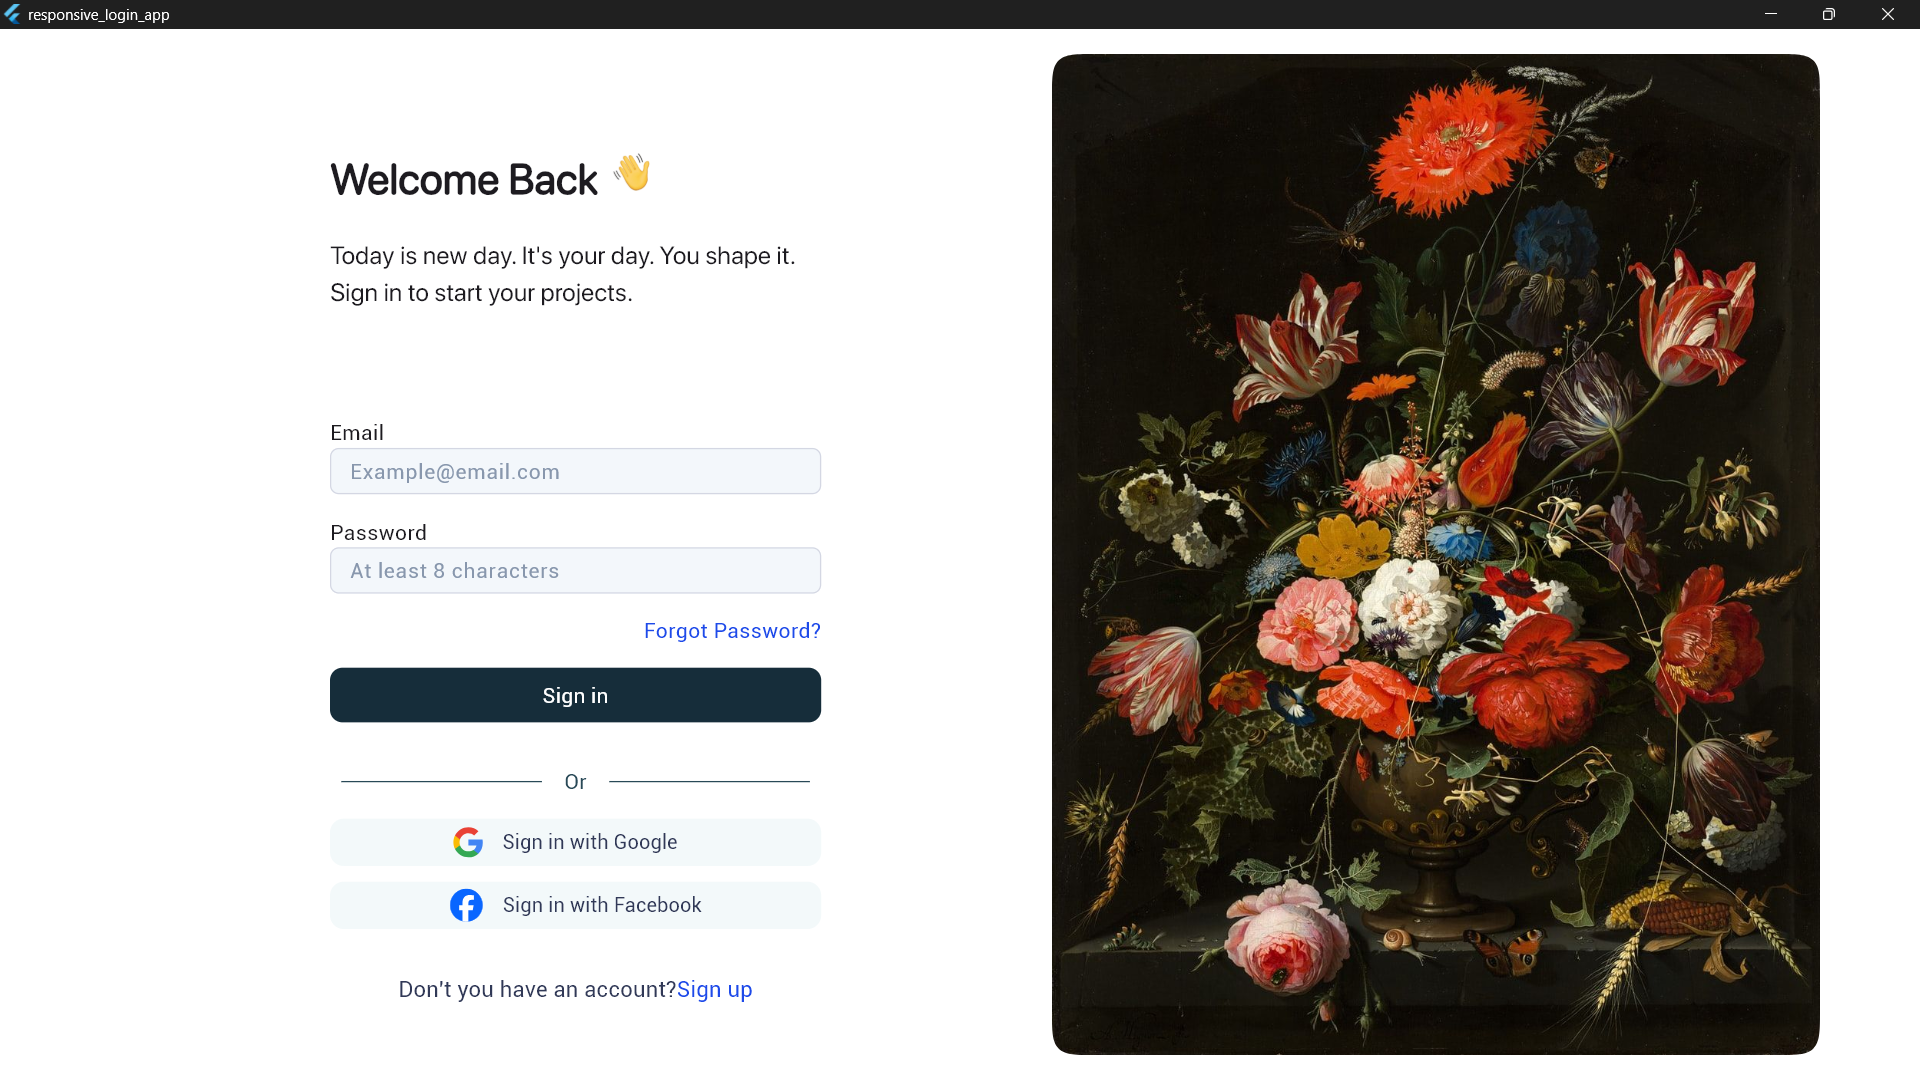 responsive_login_app
Welcome Back 👋
Today is new day. It's your day. You shape it.
Sign in to start your projects.
Email
Example@email.com
Password
At least 8 characters
Forgot Password?
Sign in
Or
Sign in with Google
Sign in with Facebook
Don't you have an account?Sign up